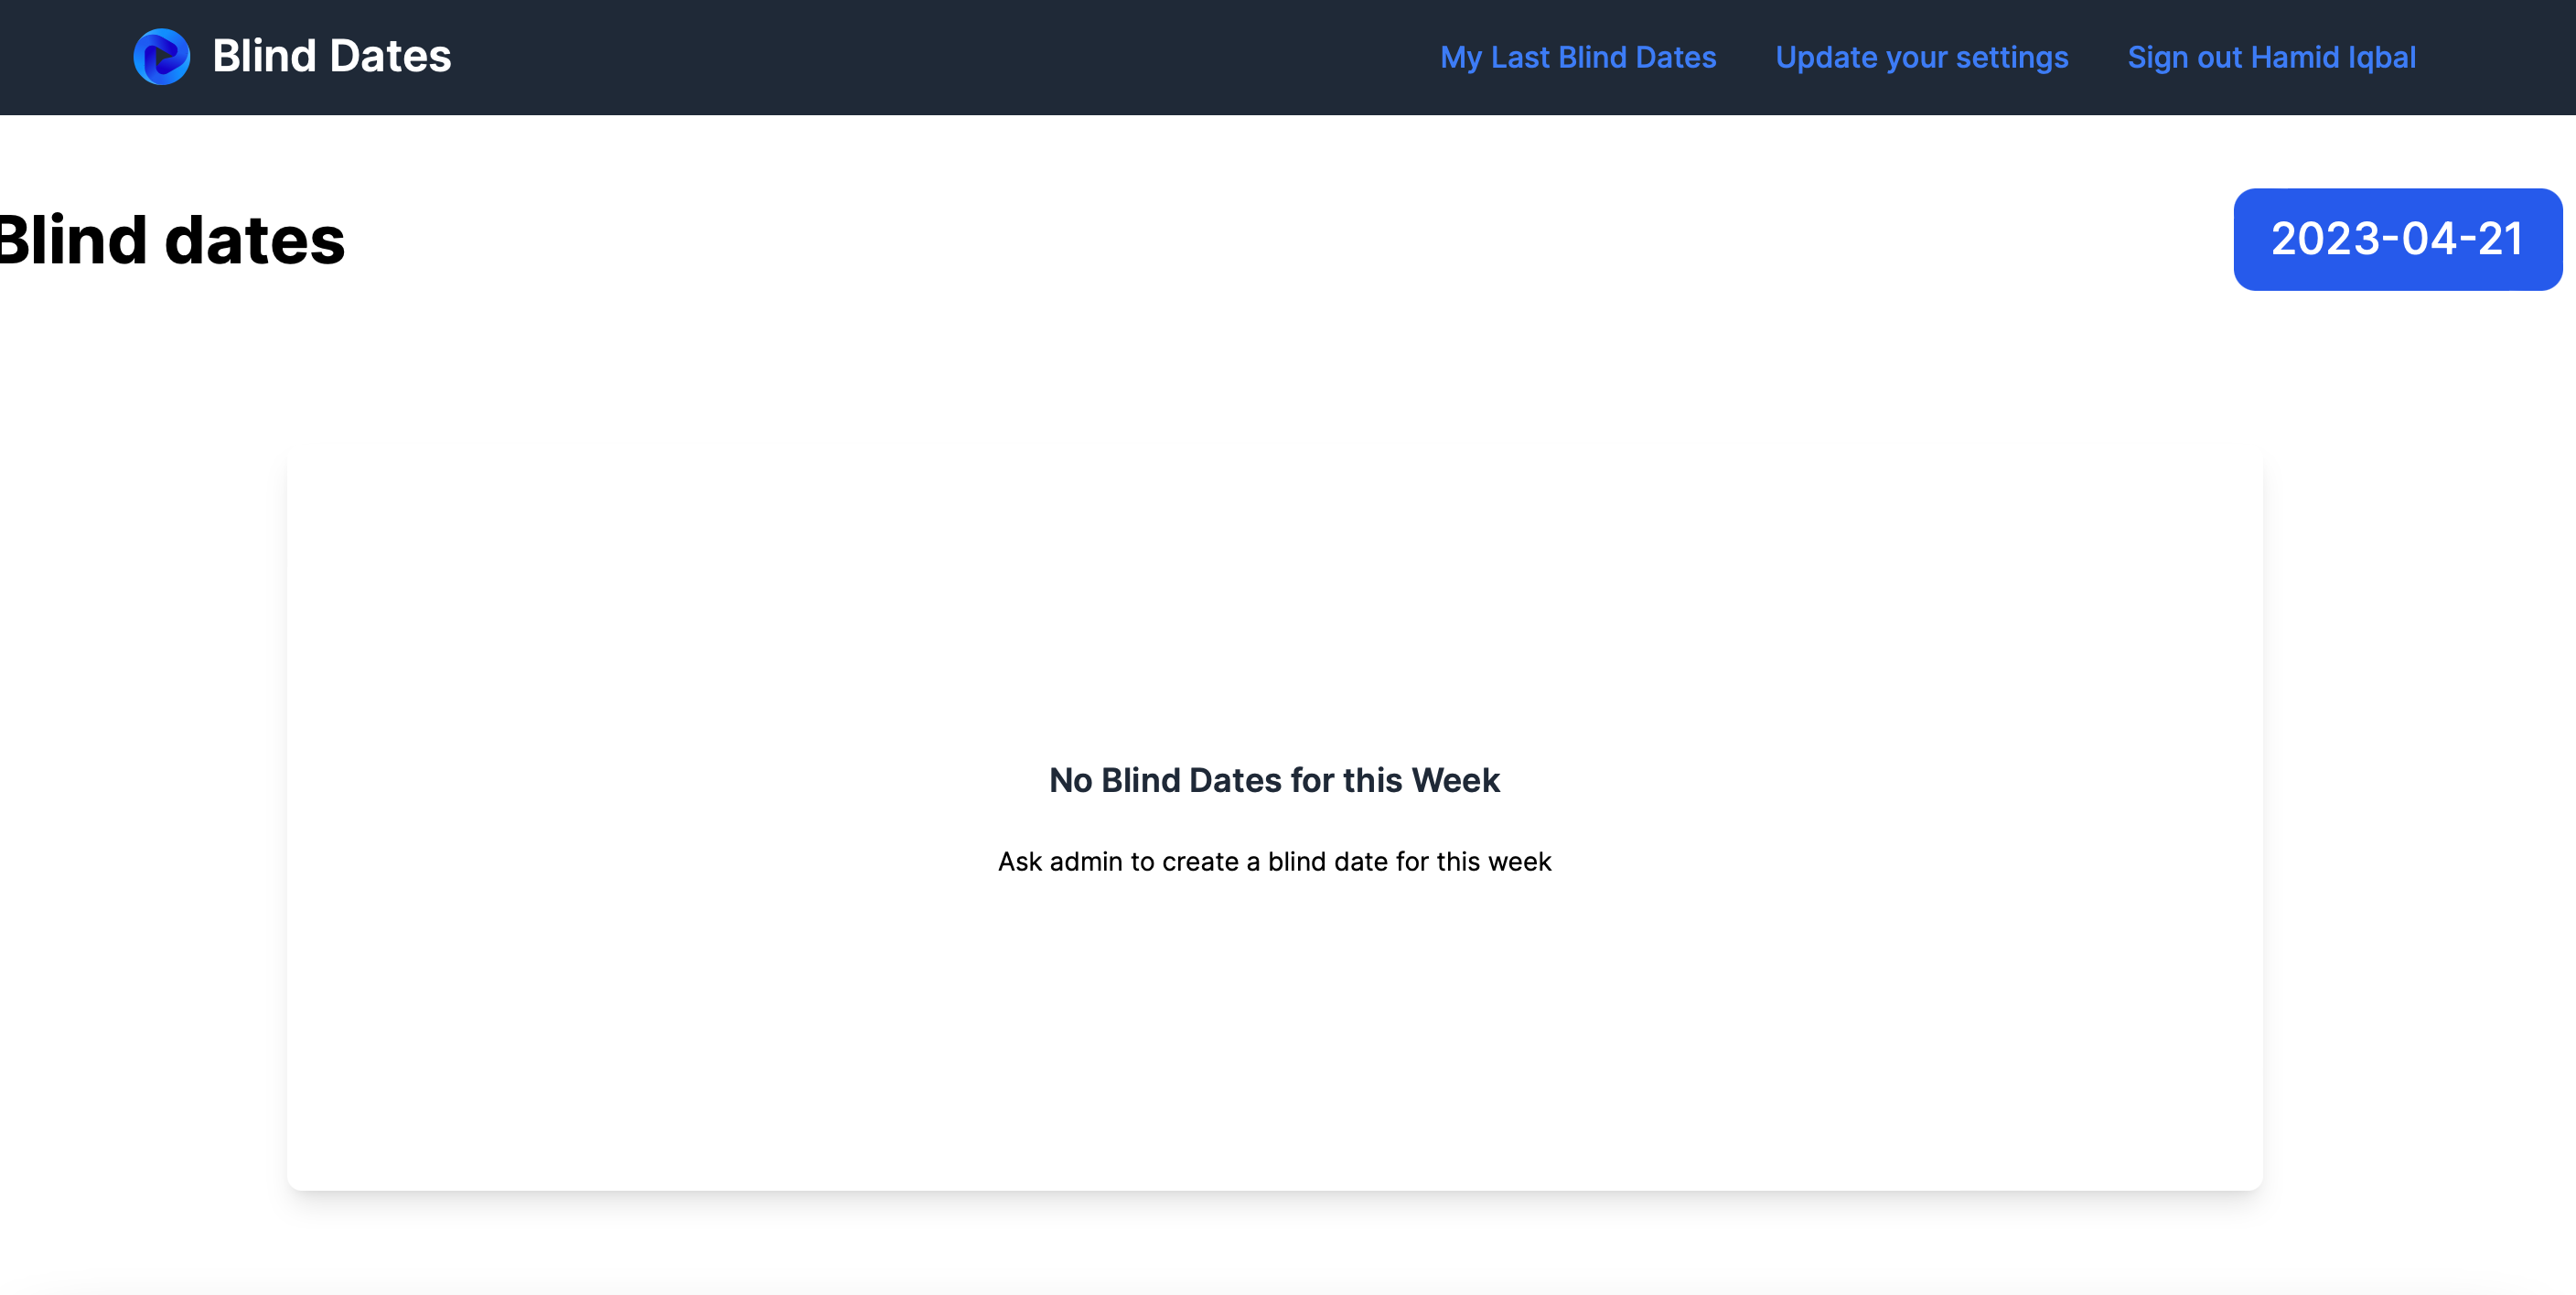 Blind Dates
My Last Blind Dates
Update your settings
Sign out Hamid Iqbal
Blind dates
2023-04-21
No Blind Dates for this Week
Ask admin to create a blind date for this week